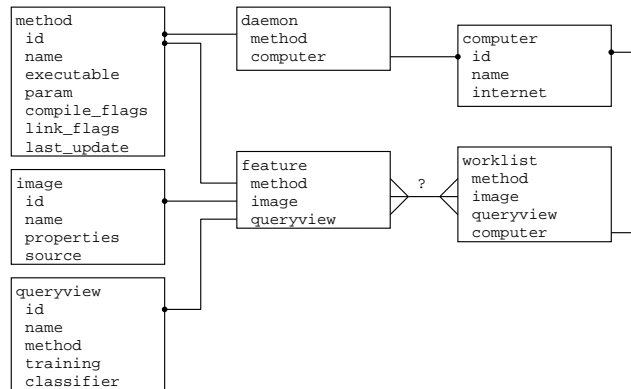 method
id
name
executable
param
compile_flags
link_flags
last_update
daemon
method
computer
computer
id
name
internet
image
id
name
properties
source
feature
method
image
queryview
?
worklist
method
image
queryview
computer
queryview
id
name
method
training
classifier